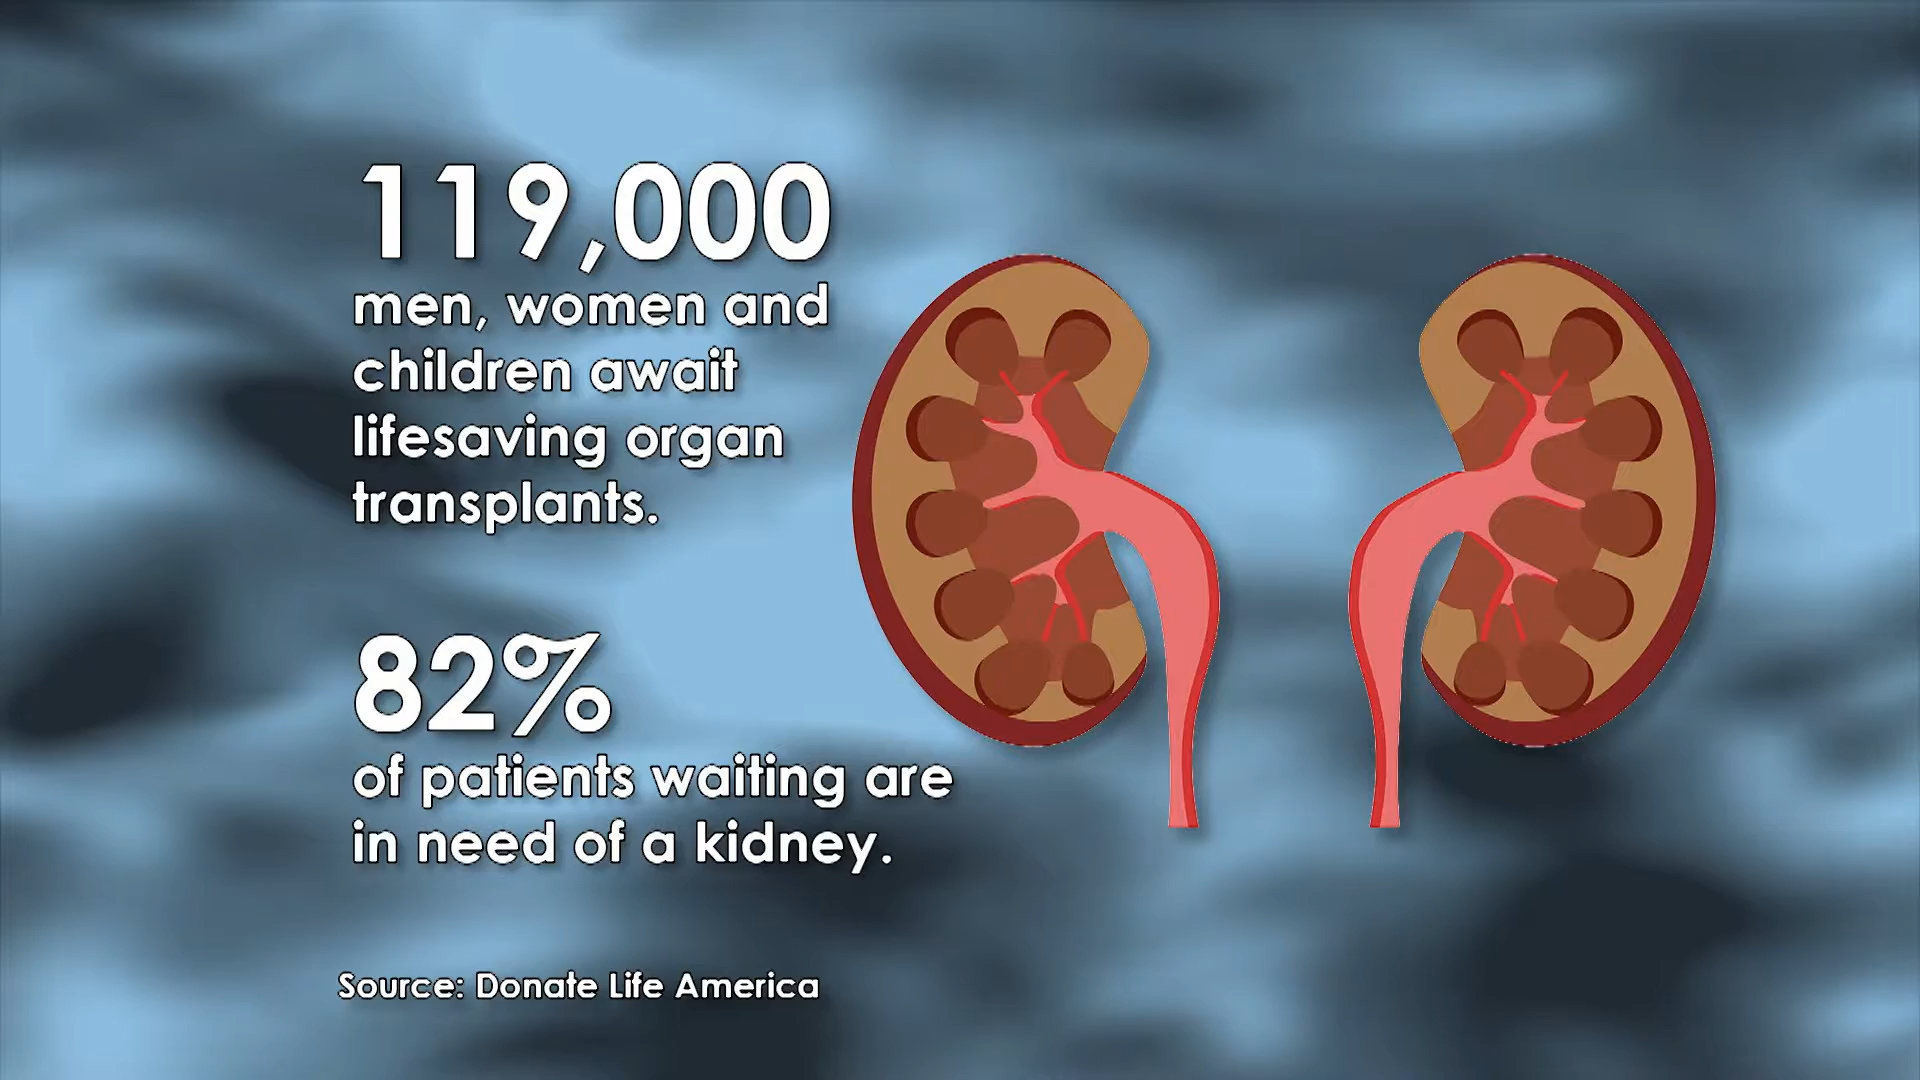 119,000
men, women and
children await
lifesaving organ
transplants.
82%
of patients waiting are
in need of a kidney.
Source: Donate Life America